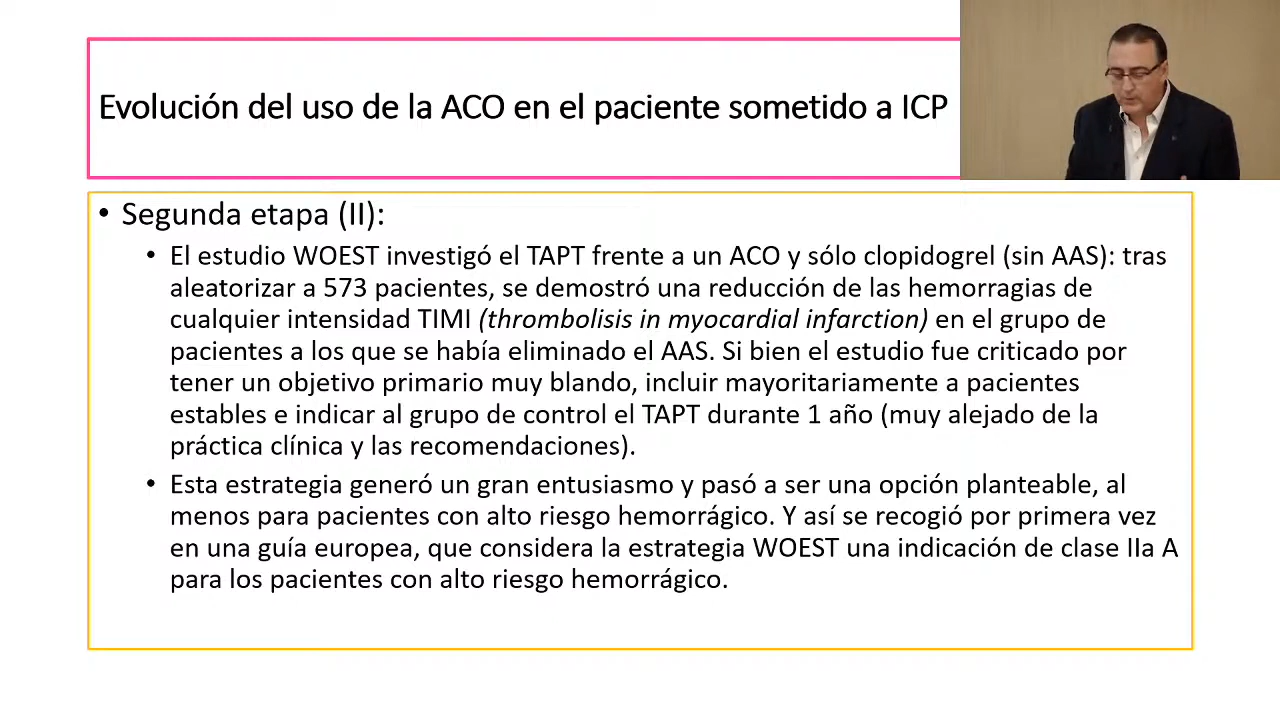 Evolución del uso de la ACO en el paciente sometido a ICP
• Segunda etapa (II):
• El estudio WOEST investigó el TAPT frente a un ACO y sólo clopidogrel (sin AAS): tras
aleatorizar a 573 pacientes, se demostró una reducción de las hemorragias de
cualquier intensidad TIMI (thrombolisis in myocardial infarction) en el grupo de
pacientes a los que se había eliminado el AAS. Si bien el estudio fue criticado por
tener un objetivo primario muy blando, incluir mayoritariamente a pacientes
estables e indicar al grupo de control el TAPT durante 1 año (muy alejado de la
práctica clínica y las recomendaciones).
• Esta estrategia generó un gran entusiasmo y pasó a ser una opción planteable, al
menos para pacientes con alto riesgo hemorrágico. Y así se recogió por primera vez
en una guía europea, que considera la estrategia WOEST una indicación de clase IIa A
para los pacientes con alto riesgo hemorrágico.